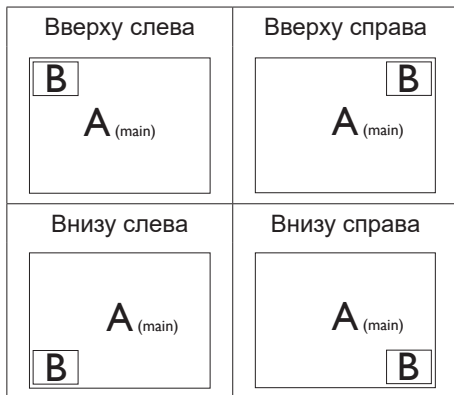 Вверху слева
B
A (main)
Вверху справа
B
A (main)
Внизу слева
A (main)
B
Внизу справа
A (main)
B